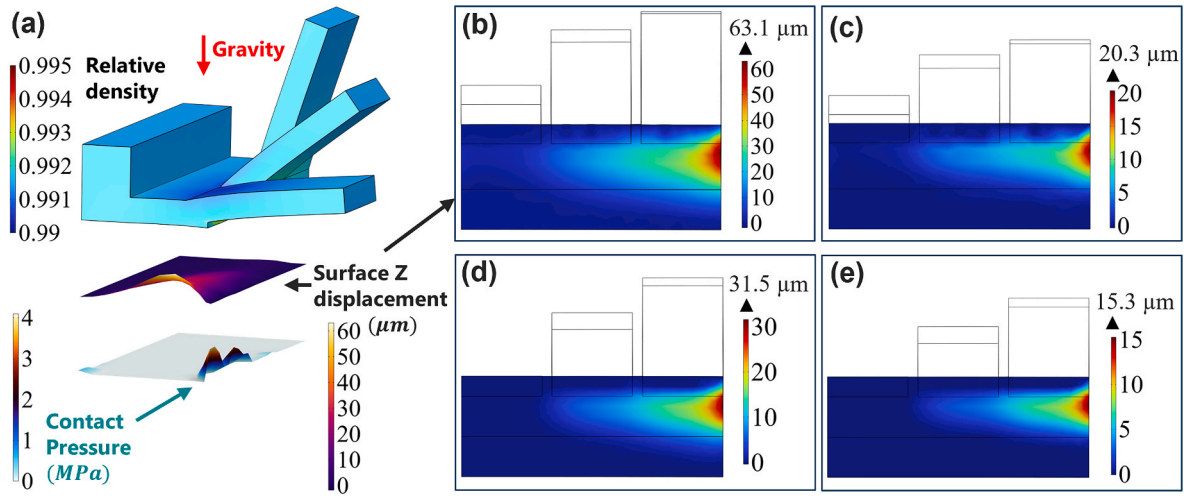 (a)
Gravity
Relative
density
0.995
0.994
0.993
0.992
0.991
0.99
Surface Z
displacement
(μm)
4
3
2
1
0
Contact
Pressure
(MPa)
60
50
40
30
20
10
0
(b)
63.1 μm
60
50
40
30
20
10
0
(c)
20.3 μm
20
15
10
5
0
(d)
31.5 μm
30
20
10
0
(e)
15.3 μm
15
10
5
0